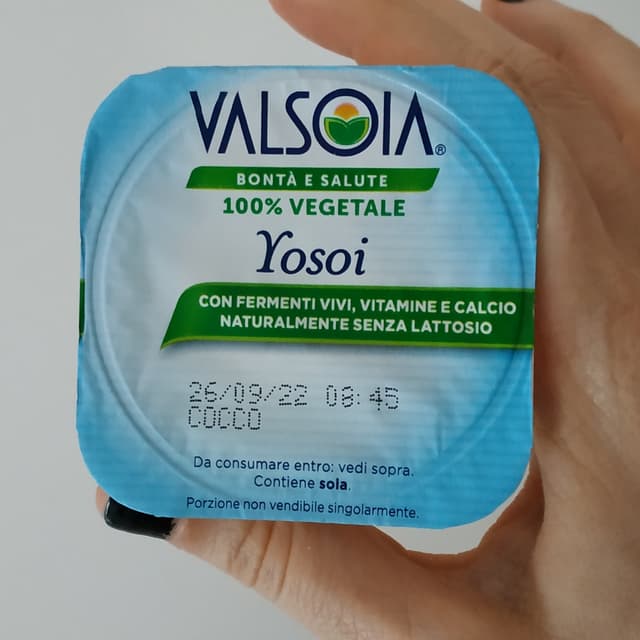 VALSOIA®
BONTÀ E SALUTE
100% VEGETALE
Yosoi
CON FERMENTI VIVI, VITAMINE E CALCIO
NATURALMENTE SENZA LATTOSIO
26/09/22 08:45
COCCO
Da consumare entro: vedi sopra.
Contiene soia.
Porzione non vendibile singolarmente.